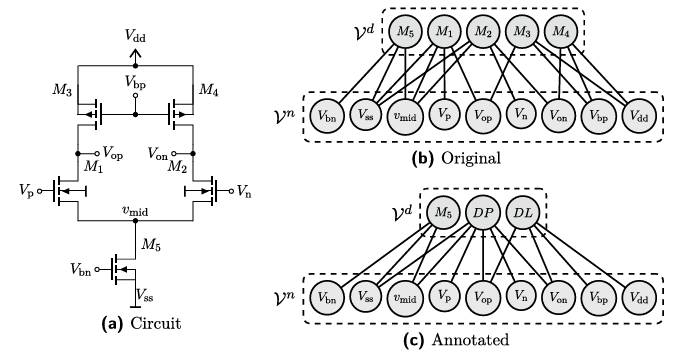 V_dd
V_bp
M_3 M_4
V_op V_on
M_1 M_2
V_p V_n
v_mid
M_5
V_bn
V_ss
(a) Circuit
𝒱^d M_5 M_1 M_2 M_3 M_4
𝒱^n V_bn V_ss v_mid V_p V_op V_n V_on V_bp V_dd
(b) Original
𝒱^d M_5 DP DL
𝒱^n V_bn V_ss v_mid V_p V_op V_n V_on V_bp V_dd
(c) Annotated